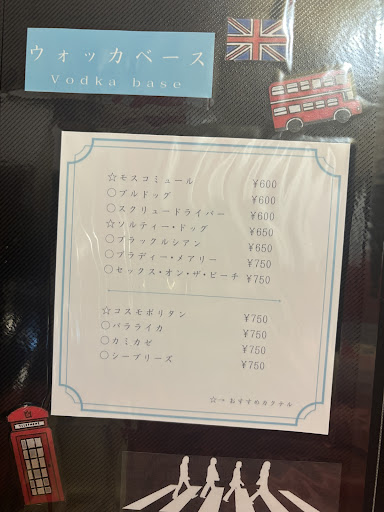 ウォッカベース
Vodka base
☆モスコミュール ¥600
○ブルドッグ ¥600
○スクリュードライバー ¥600
☆ソルティー・ドッグ ¥650
○ブラックルシアン ¥650
○ブラディー・メアリー ¥750
○セックス・オン・ザ・ビーチ ¥750
☆コスモポリタン ¥750
○バラライカ ¥750
○カミカゼ ¥750
○シーブリーズ ¥750
☆→おすすめカクテル
TELEPHONE